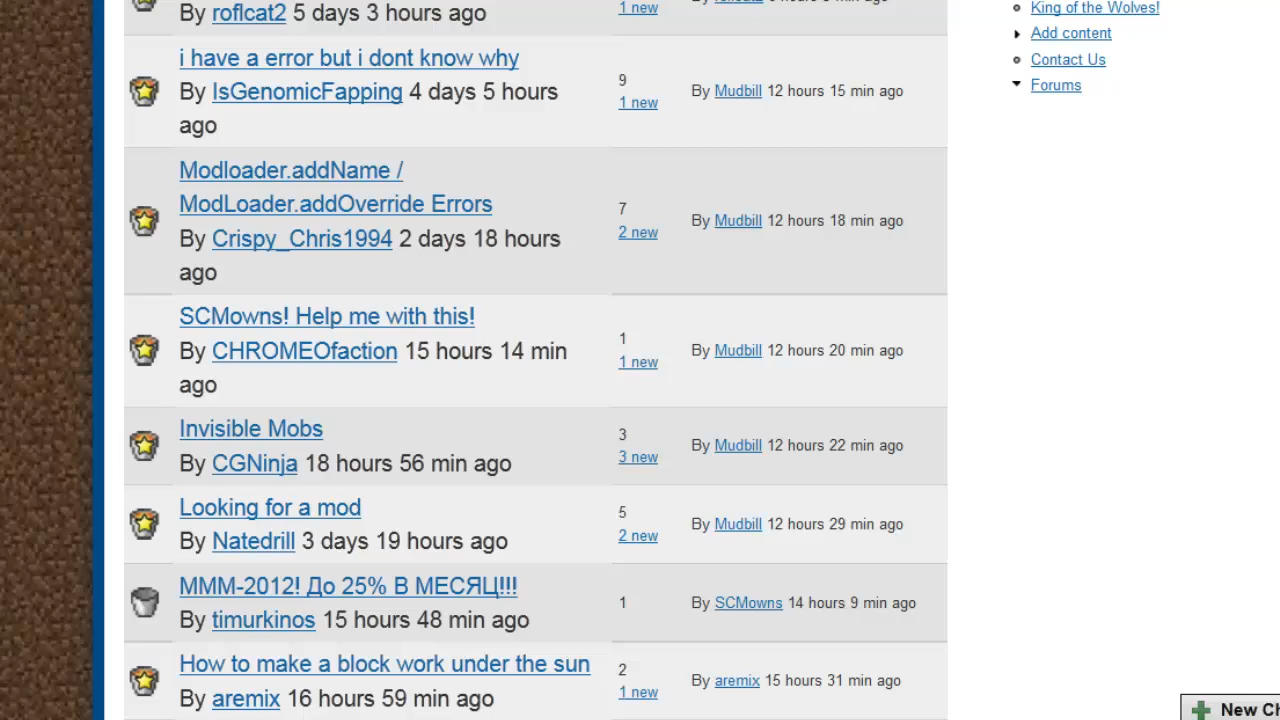 By roflcat2 5 days 3 hours ago
1 new
i have a error but i dont know why
By IsGenomicFapping 4 days 5 hours
ago
9
1 new
By Mudbill 12 hours 15 min ago
Modloader.addName /
ModLoader.addOverride Errors
By Crispy_Chris1994 2 days 18 hours
ago
7
2 new
By Mudbill 12 hours 18 min ago
SCMowns! Help me with this!
By CHROMEOfaction 15 hours 14 min
ago
1
1 new
By Mudbill 12 hours 20 min ago
Invisible Mobs
By CGNinja 18 hours 56 min ago
3
3 new
By Mudbill 12 hours 22 min ago
Looking for a mod
By Natedrill 3 days 19 hours ago
5
2 new
By Mudbill 12 hours 29 min ago
MMM-2012! До 25% В МЕСЯЦ!!!
By timurkinos 15 hours 48 min ago
1
By SCMowns 14 hours 9 min ago
How to make a block work under the sun
By aremix 16 hours 59 min ago
2
1 new
By aremix 15 hours 31 min ago
King of the Wolves!
Add content
Contact Us
Forums
New Ch